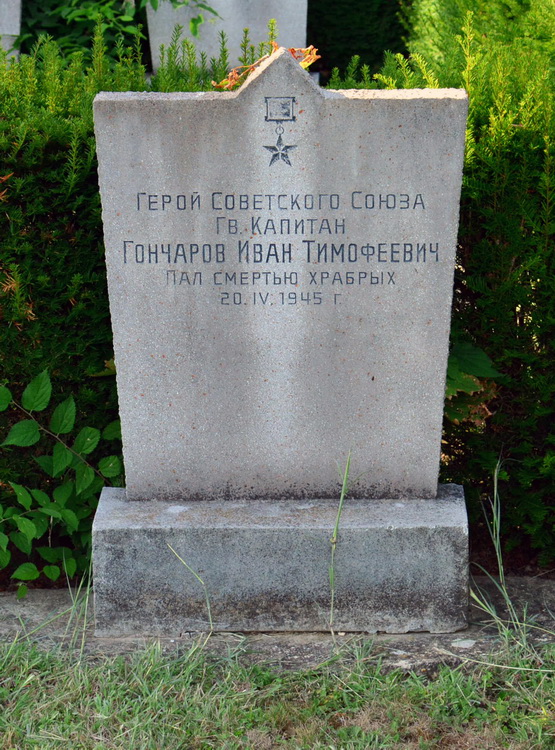 Герой Советского Союза
Гв. Капитан
Гончаров Иван Тимофеевич
Пал смертью храбрых
20.IV.1945 г.